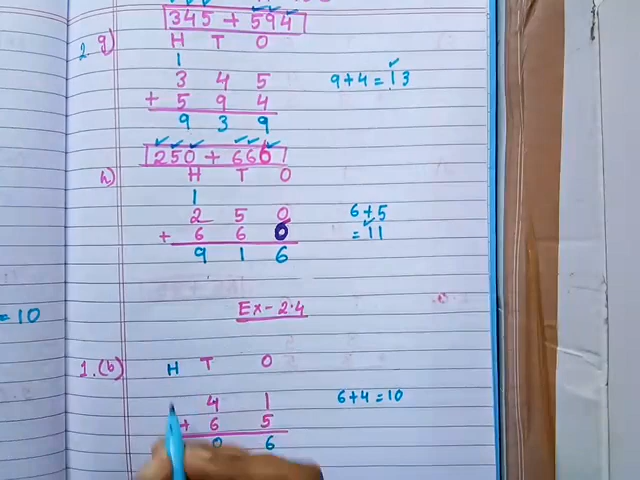 345 + 594
2. g) H T O
1
3 4 5 9+4=13
+ 5 9 4
9 3 9
250 + 666
h) H T O
1
2 5 0 6+5
+ 6 6 6 =11
9 1 6
= 10
Ex-2.4
1.(b) H T O
4 1 6+4=10
+ 6 5
0 6